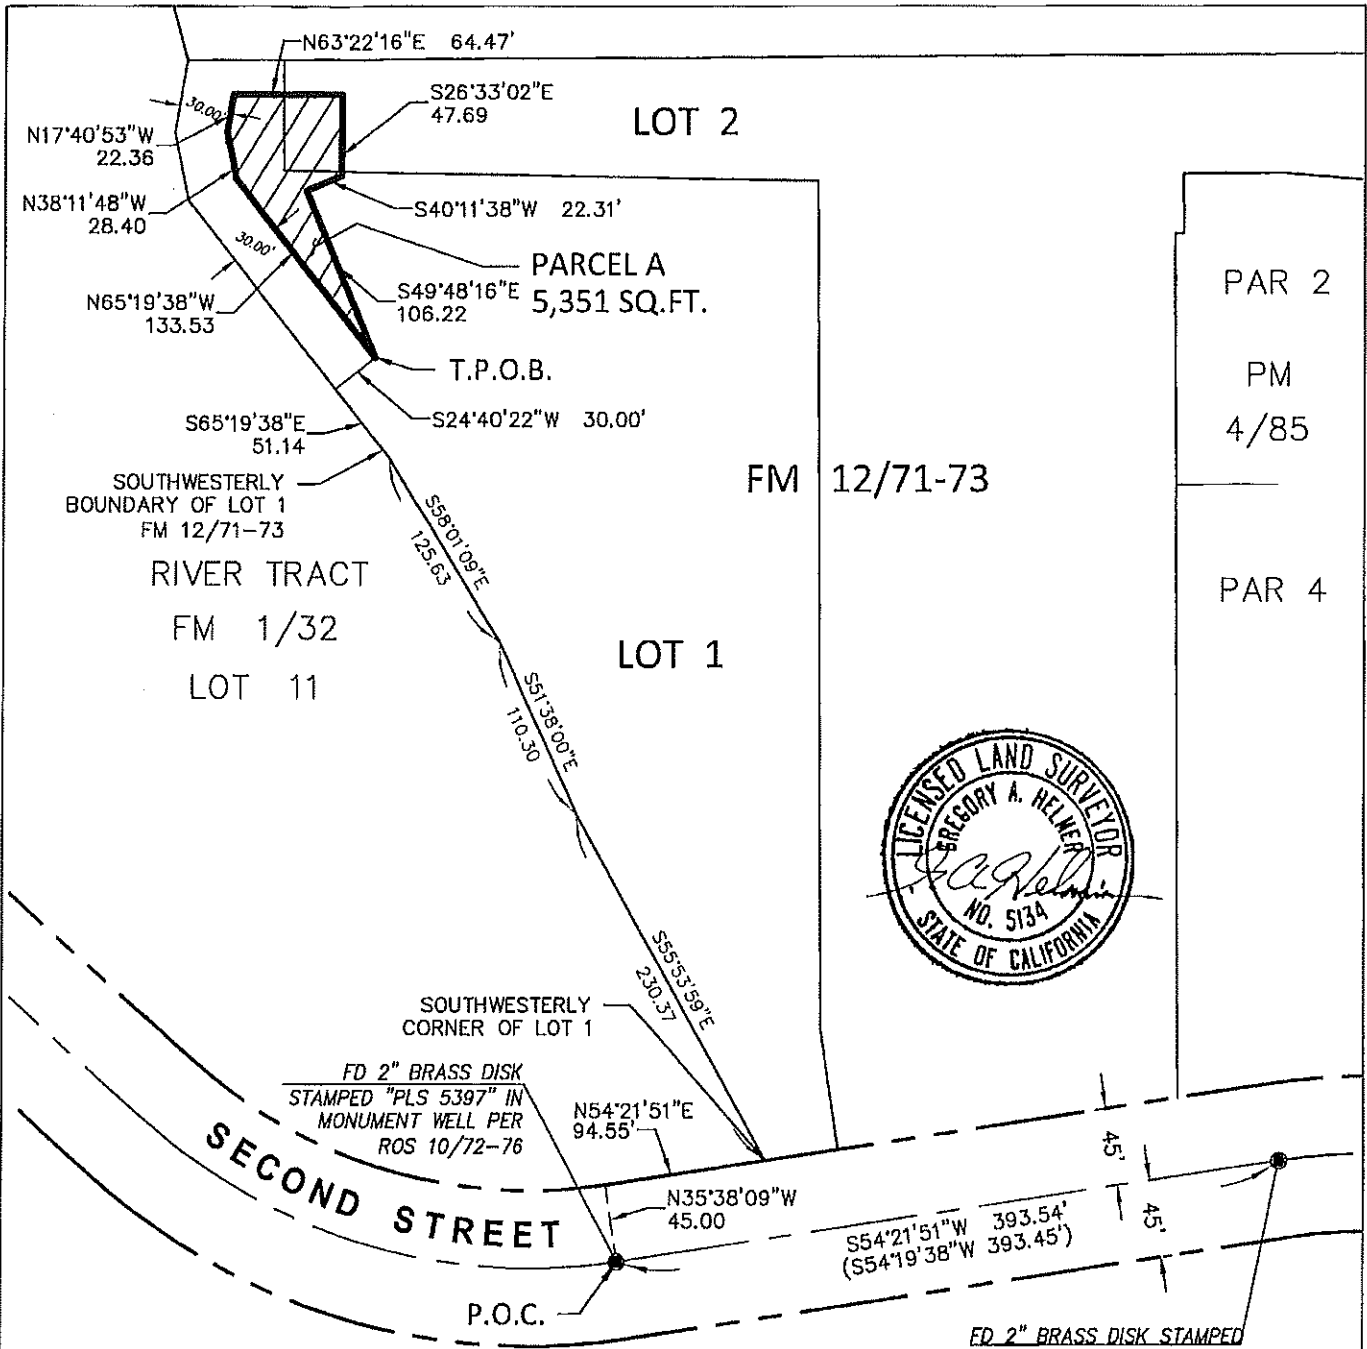 N63°22'16"E 64.47'
S26°33'02"E
47.69
LOT 2
30.00'
N17°40'53"W
22.36
N38°11'48"W
28.40
S40°11'38"W 22.31'
30.00'
PARCEL A
5,351 SQ.FT.
S49°48'16"E
106.22
N65°19'38"W
133.53
T.P.O.B.
S24°40'22"W 30.00'
S65°19'38"E
51.14
SOUTHWESTERLY
BOUNDARY OF LOT 1
FM 12/71-73
RIVER TRACT
FM 1/32
LOT 11
PAR 2
PM
4/85
FM 12/71-73
PAR 4
S58°01'09"E
125.63
LOT 1
S51°38'00"E
110.30
LICENSED LAND SURVEYOR
GREGORY A. HELMER
NO. 5134
STATE OF CALIFORNIA
S55°53'59"E
230.37
SOUTHWESTERLY
CORNER OF LOT 1
FD 2" BRASS DISK
STAMPED "PLS 5397" IN
MONUMENT WELL PER
ROS 10/72-76
N54°21'51"E
94.55'
SECOND STREET
N35°38'09"W
45.00
45'
45'
S54°21'51"W 393.54'
(S54°19'38"W 393.45')
P.O.C.
FD 2" BRASS DISK STAMPED